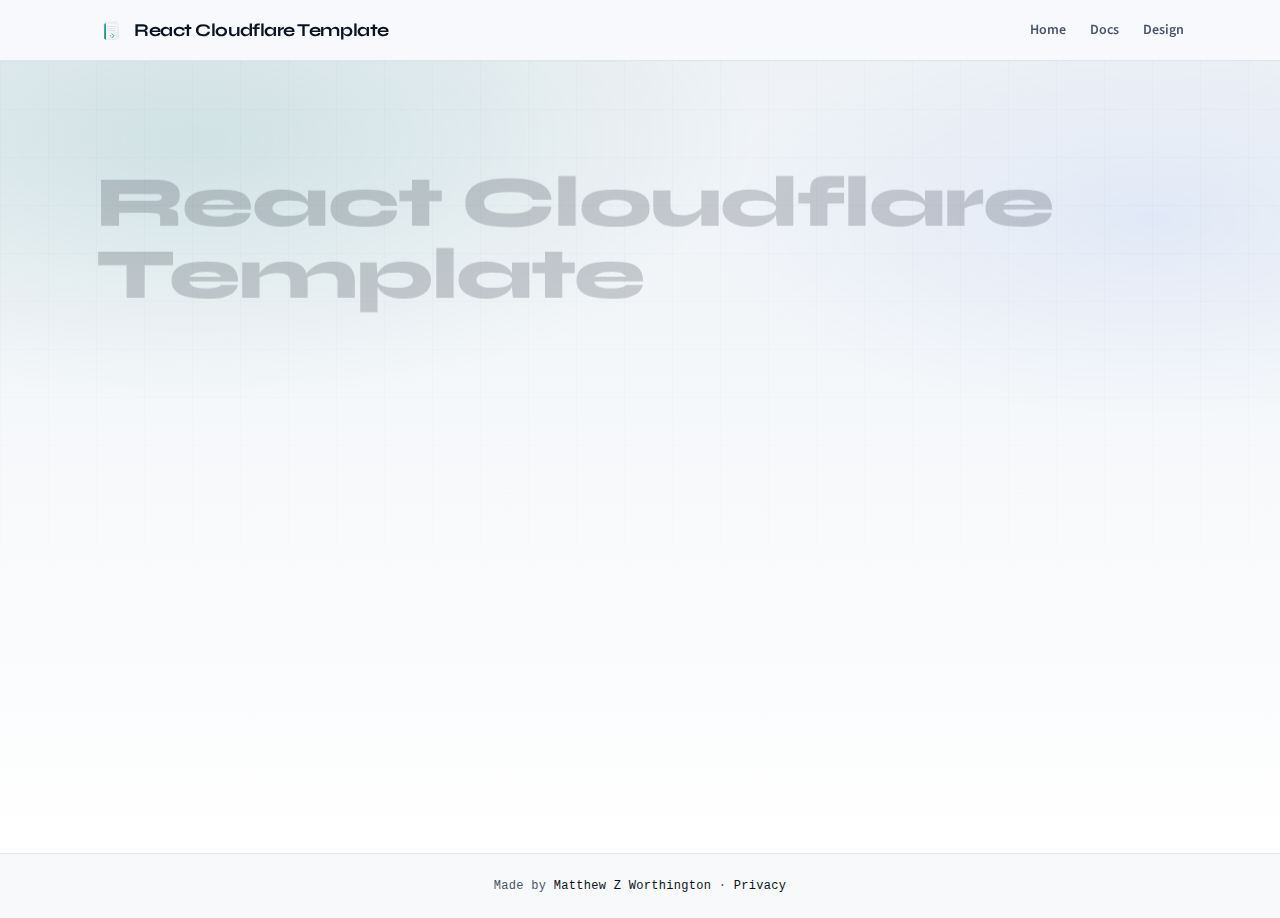 React Cloudflare Template
Home
Docs
Design
React Cloudflare
Template
Made by Matthew Z Worthington · Privacy